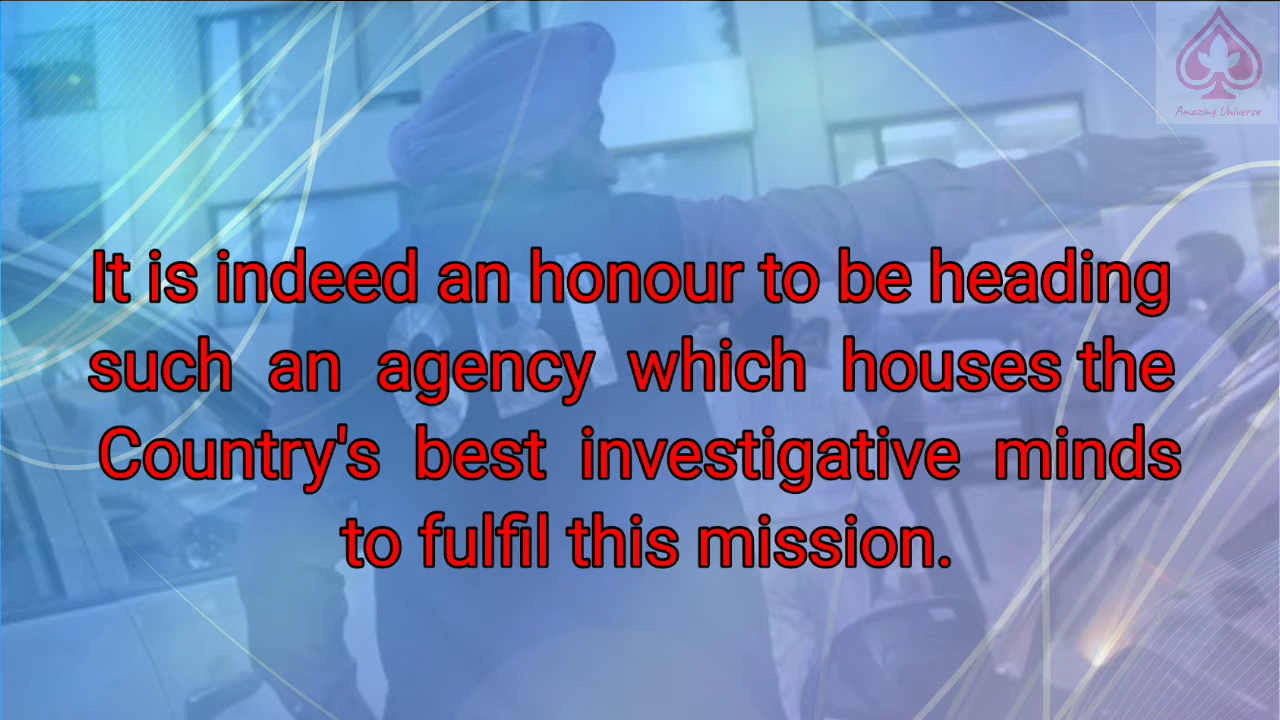 Amazing Universe
It is indeed an honour to be heading
such an agency which houses the
Country's best investigative minds
to fulfil this mission.
CBI